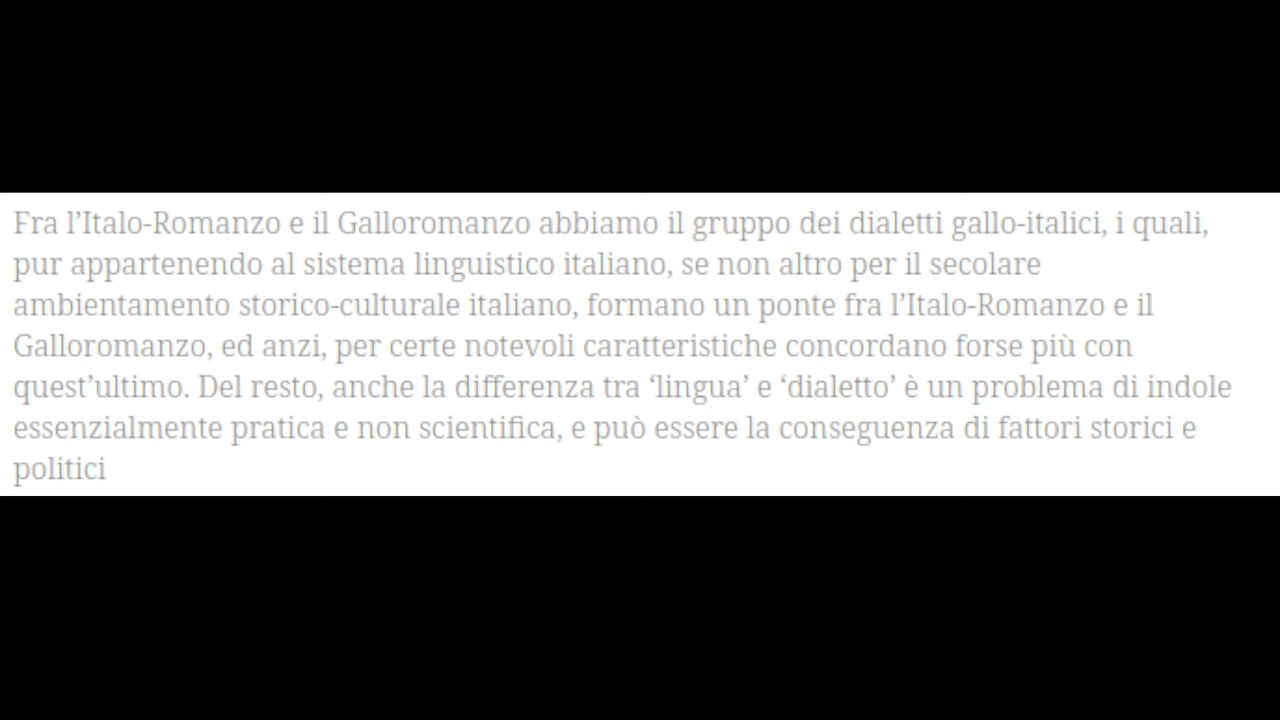 Fra l’Italo-Romanzo e il Galloromanzo abbiamo il gruppo dei dialetti gallo-italici, i quali,
pur appartenendo al sistema linguistico italiano, se non altro per il secolare
ambientamento storico-culturale italiano, formano un ponte fra l’Italo-Romanzo e il
Galloromanzo, ed anzi, per certe notevoli caratteristiche concordano forse più con
quest’ultimo. Del resto, anche la differenza tra ‘lingua’ e ‘dialetto’ è un problema di indole
essenzialmente pratica e non scientifica, e può essere la conseguenza di fattori storici e
politici